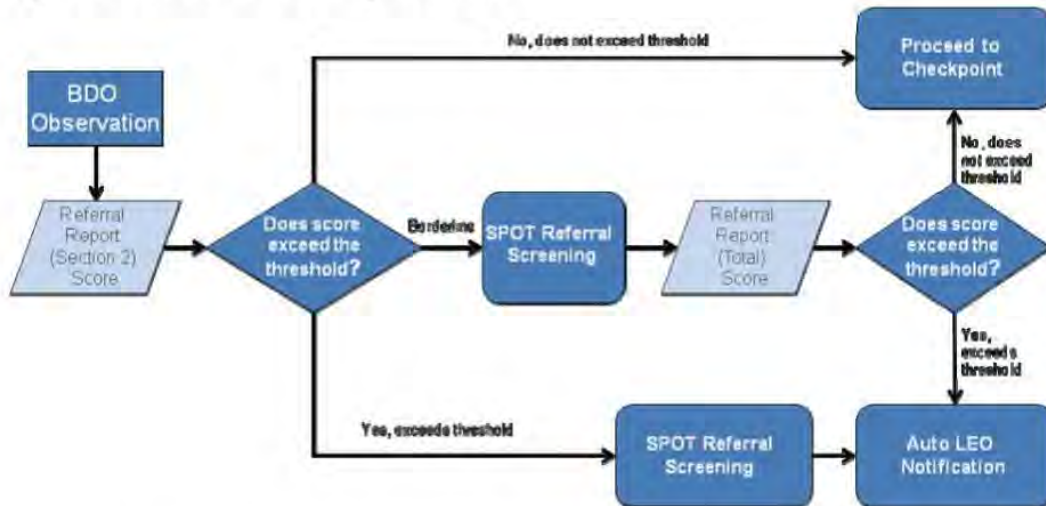 No, does not exceed threshold
Proceed to
Checkpoint
BDO
Observation
No, does
not exceed
threshold
Referral
Report
(Section 2)
Score
Does score
exceed the
threshold?
Borderline
SPOT Referral
Screening
Referral
Report
(Total)
Score
Does score
exceed the
threshold?
Yes,
exceeds
threshold
Yes, exceeds threshold
SPOT Referral
Screening
Auto LEO
Notification